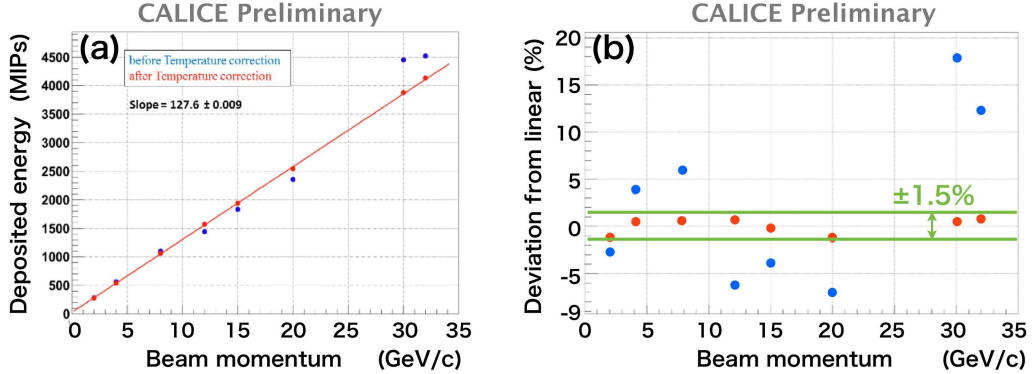 CALICE Preliminary
(a)
before Temperature correction
after Temperature correction
Slope = 127.6 ± 0.009
Deposited energy (MIPs)
4500
4000
3500
3000
2500
2000
1500
1000
500
0
0 5 10 15 20 25 30 35
Beam momentum (GeV/c)
CALICE Preliminary
(b)
Deviation from linear (%)
20
15
10
5
0
-5
-9
±1.5%
0 5 10 15 20 25 30 35
Beam momentum (GeV/c)